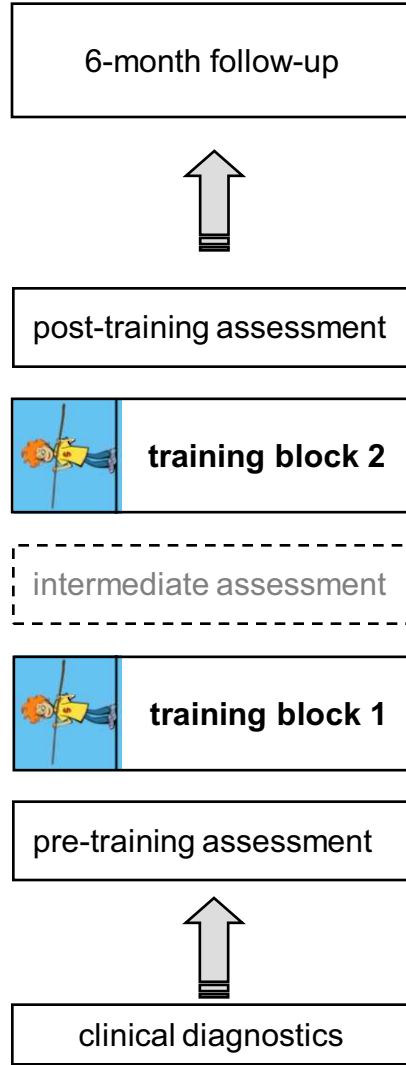 6-month follow-up
post-training assessment
training block 2
intermediate assessment
training block 1
pre-training assessment
clinical diagnostics